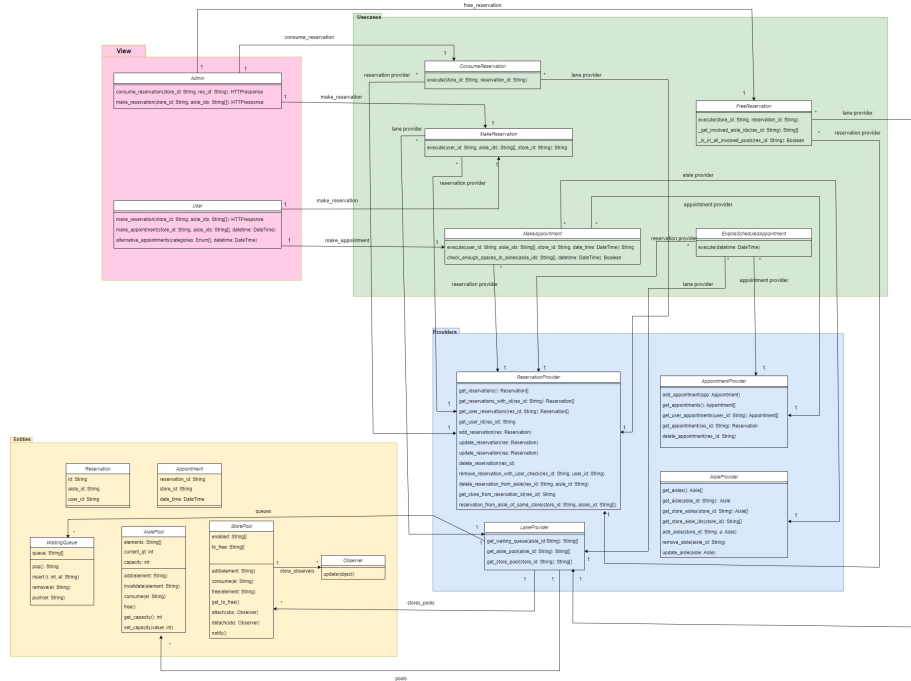 free_reservation
Usecases
View
consume_reservation
ConsumeReservation
execute(store_id: String, reservation_id: String)
reservation provider
lane provider
Admin
consume_reservation(store_id: String, res_id: String): HTTPresponse
make_reservation(store_id: String, aisle_ids: String[]): HTTPresponse
make_reservation
FreeReservation
execute(store_id: String, reservation_id: String)
_get_involved_aisle_ids(res_id: String): String[]
_is_in_all_involved_pools(res_id: String): Boolean
lane provider
reservation provider
lane provider
MakeReservation
execute(user_id: String, aisle_ids: String[], store_id: String): String
reservation provider
aisle provider
make_reservation
appointment provider
User
make_reservation(store_id: String, aisle_ids: String[]): HTTPresponse
make_appointment(store_id: String, aisle_ids: String[], datetime: DateTime)
alternative_appointments(categories: Enum[], datetime: DateTime)
make_appointment
MakeAppointment
execute(user_id: String, aisle_ids: String[], store_id: String, date_time: DateTime): String
check_enough_spaces_in_aisles(aisle_ids: String[], datetime: DateTime): Boolean
reservation provider
EnableScheduledAppointment
execute(datetime: DateTime)
reservation provider
lane provider
appointment provider
Providers
ReservationProvider
get_reservations(): Reservation[]
get_reservations_with_id(res_id: String): Reservation[]
get_user_reservations(res_id: String): Reservation[]
get_user_id(res_id): String
add_reservation(res: Reservation)
update_reservation(res: Reservation)
update_reservation(res: Reservation)
delete_reservation(res_id)
remove_reservation_with_user_check(res_id: String, user_id: String)
delete_reservation_from_aisle(res_id: String, aisle_id: String)
get_store_from_reservation_id(res_id): String
reservation_from_aisle_of_same_store(store_id: String, aisles_id: String[])
AppointmentProvider
add_appointment(app: Appointment)
get_appointments(): Appointment[]
get_user_appointments(user_id: String): Appointment[]
get_appointment(res_id: String): Reservation
delete_appointment(res_id: String)
AisleProvider
get_aisles(): Aisle[]
get_aisle(aisle_id: String): Aisle
get_store_aisles(store_id: String): Aisle[]
get_store_aisle_ids(store_id: String): String[]
add_aisle(store_id: String, a: Aisle)
remove_aisle(aisle_id: String)
update_aisle(aisle: Aisle)
LaneProvider
get_waiting_queue(aisle_id:String): String[]
get_aisle_pool(aisle_id: String): String[]
get_store_pool(store_id: String): String[]
Entities
Reservation
id: String
aisle_id: String
user_id: String
Appointment
reservation_id: String
store_id: String
date_time: DateTime
queues
WaitingQueue
queue: String[]
pop(): String
insert(i: int, el: String)
remove(el: String)
push(el: String)
AislePool
elements: String[]
current_qt: int
capacity: int
add(element: String)
invalidate(element: String)
consume(el: String)
free()
get_capacity(): int
set_capacity(value: int)
StorePool
enabled: String[]
to_free: String[]
add(element: String)
consume(el: String)
free(element: String)
get_to_free()
attach(obs: Observer)
detach(obs: Observer)
notify()
store_observers
Observer
update(object)
stores_pools
pools